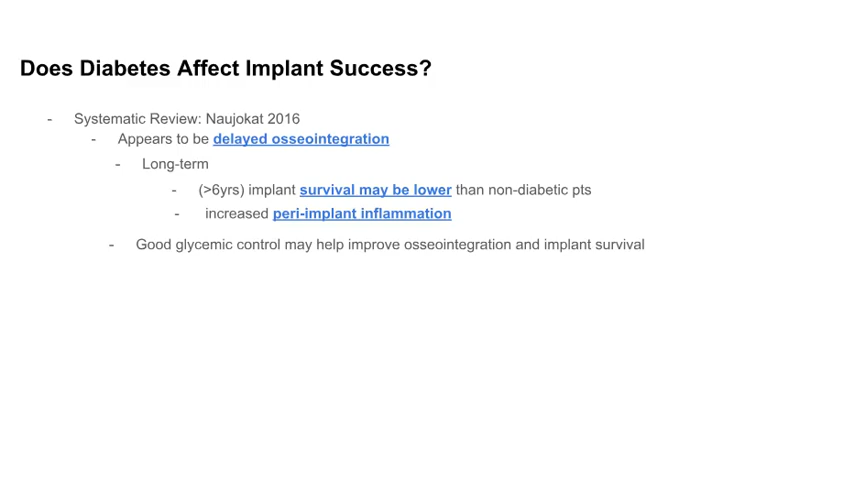 Does Diabetes Affect Implant Success?
- Systematic Review: Naujokat 2016
- Appears to be delayed osseointegration
- Long-term
- (>6yrs) implant survival may be lower than non-diabetic pts
- increased peri-implant inflammation
- Good glycemic control may help improve osseointegration and implant survival